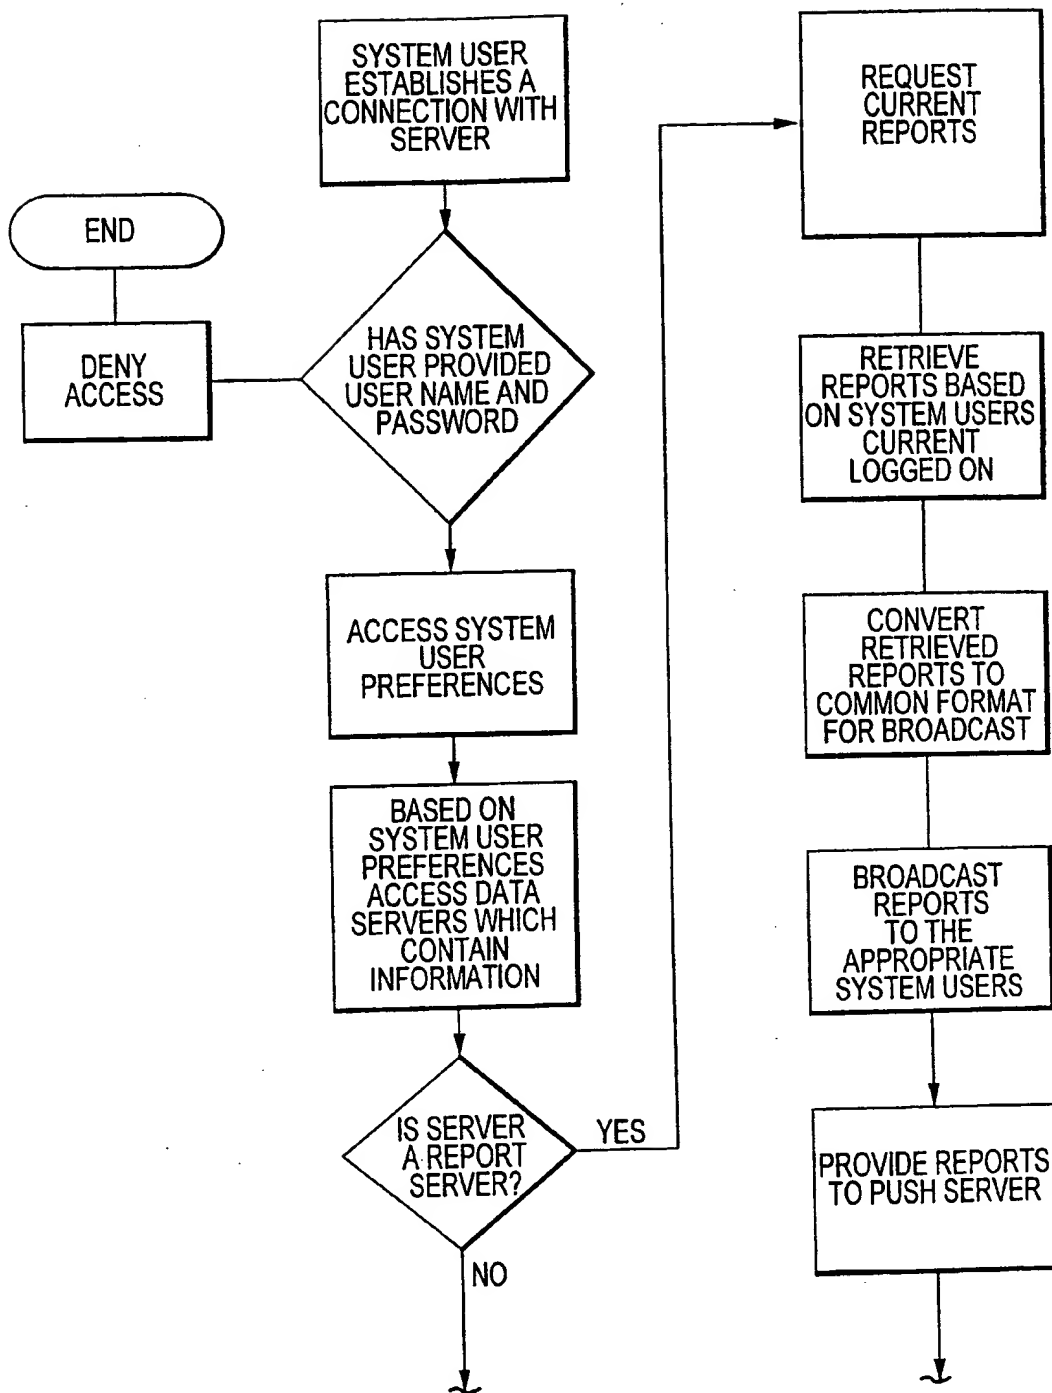 SYSTEM USER
ESTABLISHES A
CONNECTION WITH
SERVER
END
DENY
ACCESS
HAS SYSTEM
USER PROVIDED
USER NAME AND
PASSWORD
ACCESS SYSTEM
USER
PREFERENCES
BASED ON
SYSTEM USER
PREFERENCES
ACCESS DATA
SERVERS WHICH
CONTAIN
INFORMATION
IS SERVER
A REPORT
SERVER?
YES
NO
REQUEST
CURRENT
REPORTS
RETRIEVE
REPORTS BASED
ON SYSTEM USERS
CURRENT
LOGGED ON
CONVERT
RETRIEVED
REPORTS TO
COMMON FORMAT
FOR BROADCAST
BROADCAST
REPORTS
TO THE
APPROPRIATE
SYSTEM USERS
PROVIDE REPORTS
TO PUSH SERVER